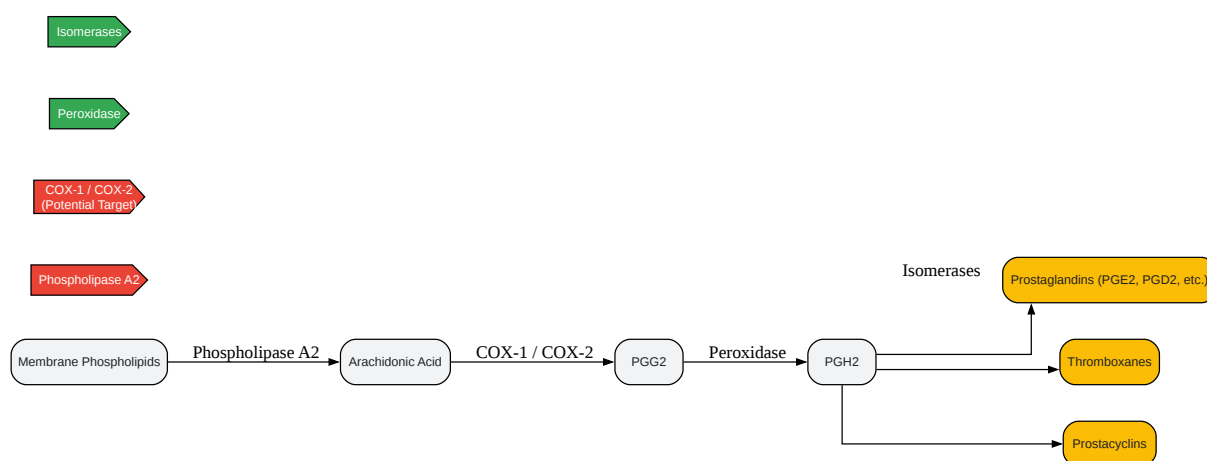 Isomerases
Peroxidase
COX-1 / COX-2
(Potential Target)
Phospholipase A2
Isomerases
Prostaglandins (PGE2, PGD2, etc.)
Membrane Phospholipids
Phospholipase A2
Arachidonic Acid
COX-1 / COX-2
PGG2
Peroxidase
PGH2
Thromboxanes
Prostacyclins